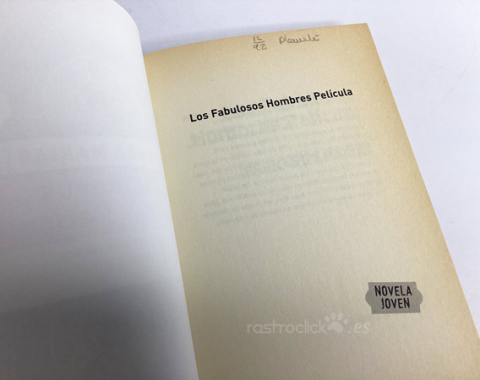 Los Fabulosos Hombres Película
NOVELA
JOVEN
rastroclick.es